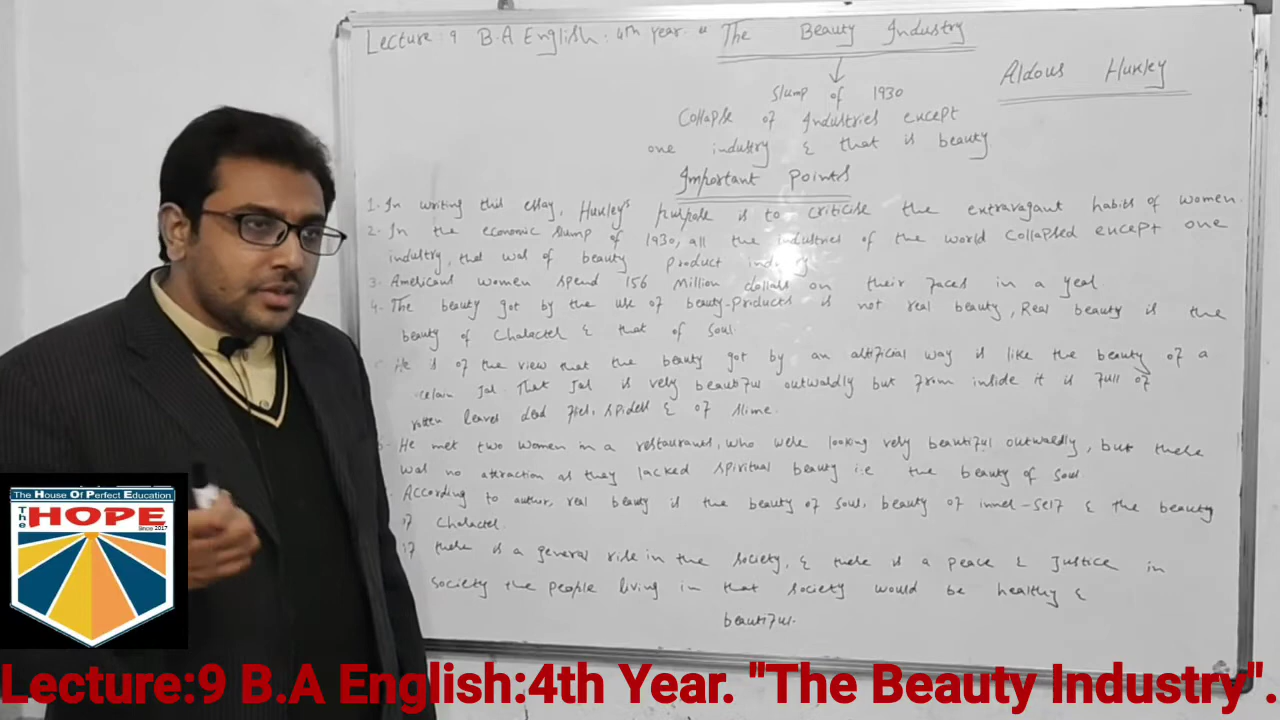 Lecture: 9 B.A English: 4th year. " The Beauty Industry
Aldous Huxley
Slump of 1930
Collapse of Industries except
one industry & that is beauty
Important Points
1. In writing this essay, Huxley's purpose is to criticise the extravagant habits of women.
2. In the economic slump of 1930, all the industries of the world collapsed except one
industry, that was of beauty product industry
3. Americans women spend 156 Million dollars on their faces in a year.
4. The beauty got by the use of beauty-products is not real beauty, Real beauty is the
beauty of character & that of soul.
He is of the view that the beauty got by an artificial way is like the beauty of a
Jar. That Jar is very beautiful outwardly but from inside it is full of
rotten leaves dead flies, spiders & of slime.
He met two women in a restaurants, who were looking very beautiful outwardly, but there
was no attraction as they lacked spiritual beauty i.e the beauty of soul.
According to author, real beauty is the beauty of soul, beauty of inner-self & the beauty
of character.
if there is a general rise in the society, & there is a peace & Justice in
society the people living in that society would be healthy &
beautiful.
The House Of Perfect Education
The
HOPE
Since 2017
Lecture:9 B.A English:4th Year. "The Beauty Industry".